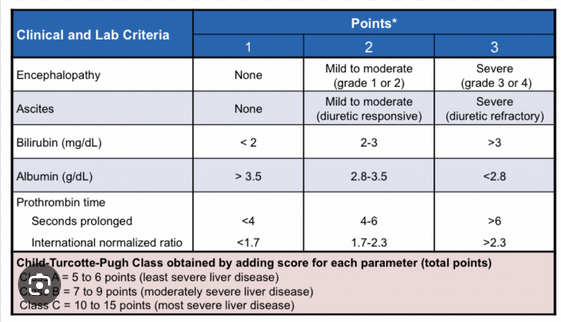 Clinical and Lab Criteria
Points*
1 2 3
Encephalopathy None Mild to moderate (grade 1 or 2) Severe (grade 3 or 4)
Ascites None Mild to moderate (diuretic responsive) Severe (diuretic refractory)
Bilirubin (mg/dL) < 2 2-3 >3
Albumin (g/dL) > 3.5 2.8-3.5 <2.8
Prothrombin time
Seconds prolonged <4 4-6 >6
International normalized ratio <1.7 1.7-2.3 >2.3
Child-Turcotte-Pugh Class obtained by adding score for each parameter (total points)
A = 5 to 6 points (least severe liver disease)
= 7 to 9 points (moderately severe liver disease)
Class C = 10 to 15 points (most severe liver disease)